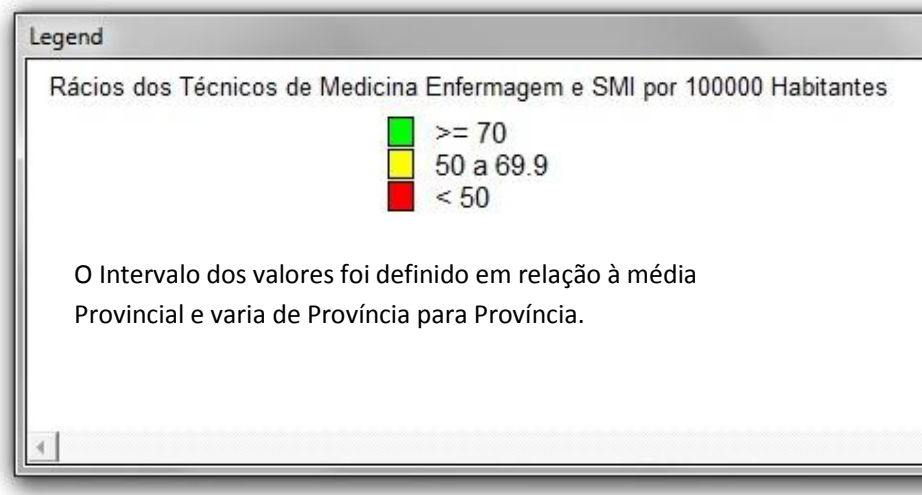 Legend
Rácios dos Técnicos de Medicina Enfermagem e SMI por 100000 Habitantes
>= 70
50 a 69.9
< 50
O Intervalo dos valores foi definido em relação à média
Provincial e varia de Província para Província.